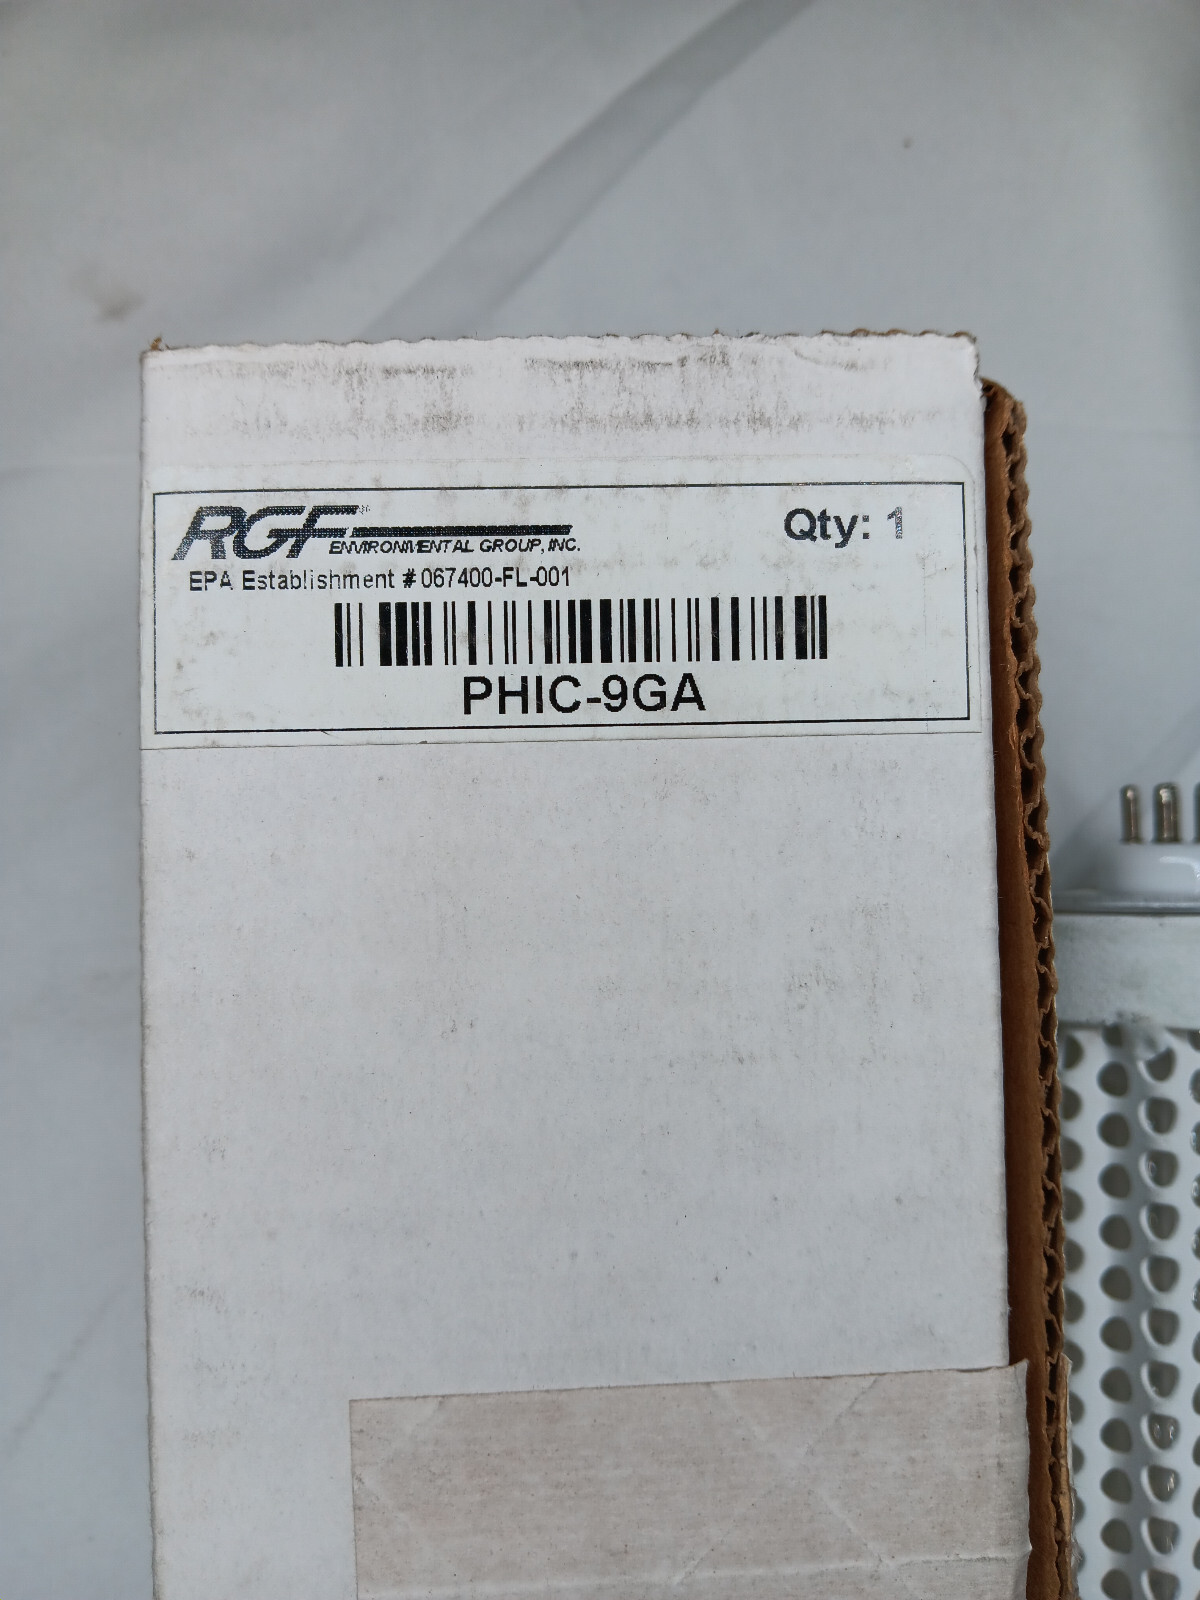 RGF®
ENVIRONMENTAL GROUP, INC.
Qty: 1
EPA Establishment # 067400-FL-001
PHIC-9GA